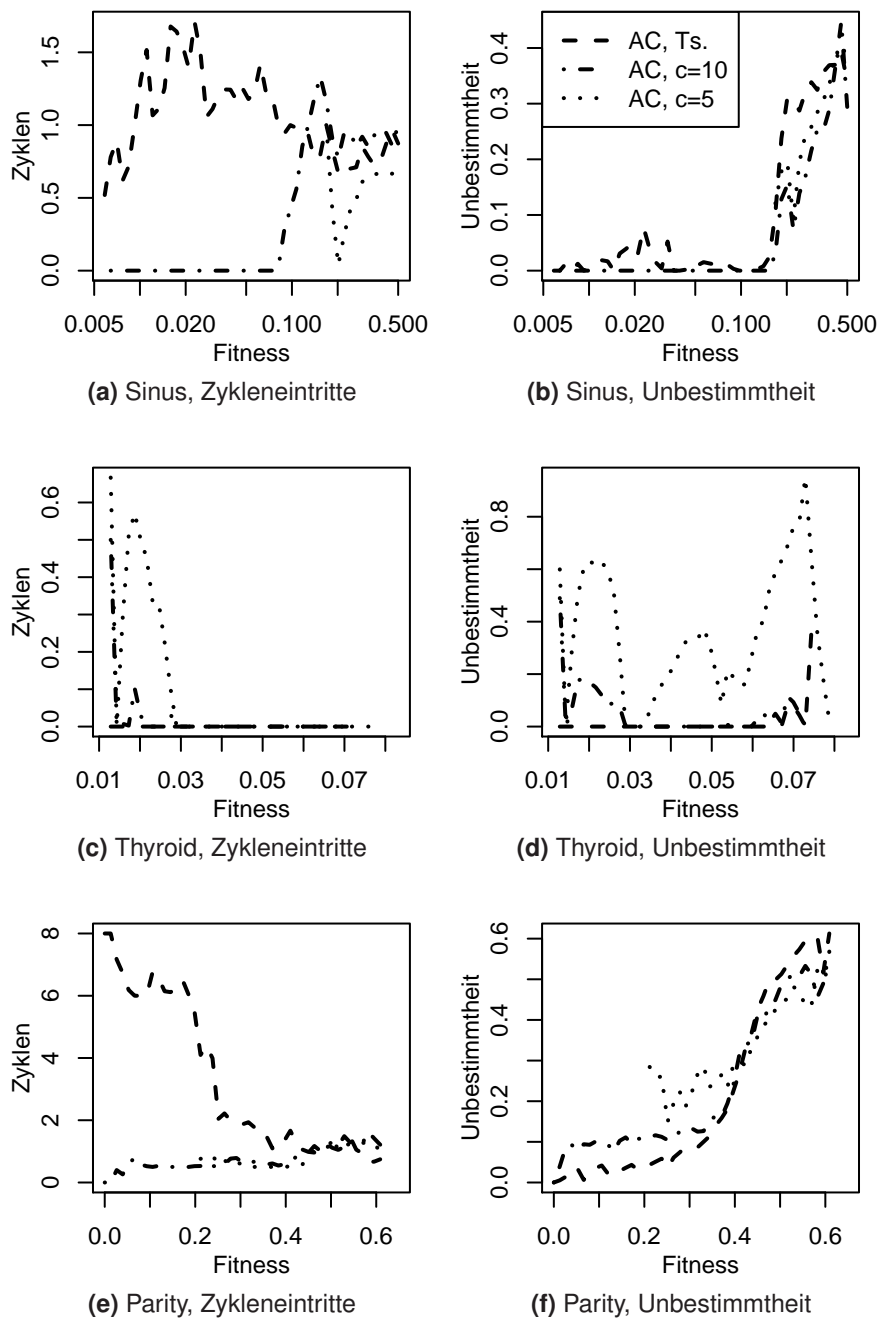 1.5
1.0
0.5
0.0
Zyklen
0.005 0.020 0.100 0.500
Fitness
(a) Sinus, Zykleneintritte
AC, Ts.
AC, c=10
AC, c=5
0.4
0.3
0.2
0.1
0.0
Unbestimmtheit
0.005 0.020 0.100 0.500
Fitness
(b) Sinus, Unbestimmtheit
0.6
0.4
0.2
0.0
Zyklen
0.01 0.03 0.05 0.07
Fitness
(c) Thyroid, Zykleneintritte
0.8
0.4
0.0
Unbestimmtheit
0.01 0.03 0.05 0.07
Fitness
(d) Thyroid, Unbestimmtheit
8
6
4
2
0
Zyklen
0.0 0.2 0.4 0.6
Fitness
(e) Parity, Zykleneintritte
0.6
0.4
0.2
0.0
Unbestimmtheit
0.0 0.2 0.4 0.6
Fitness
(f) Parity, Unbestimmtheit